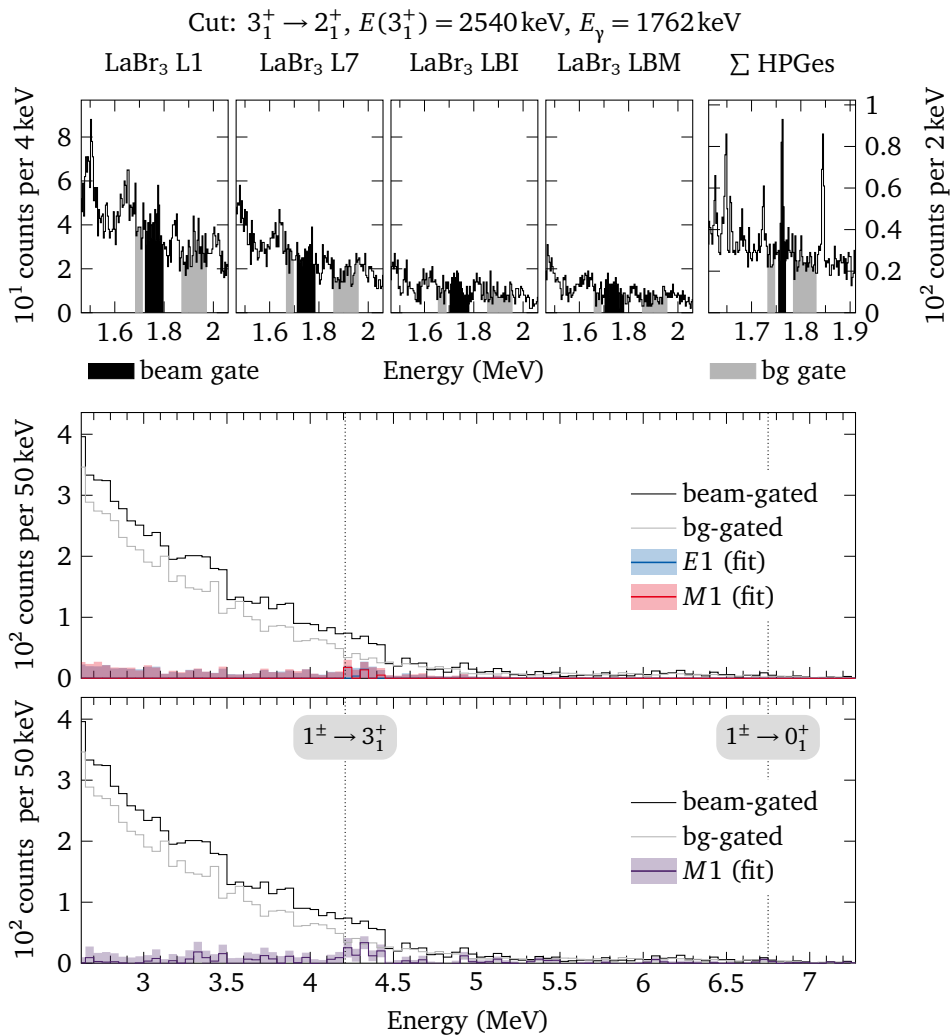 Cut: 3₁⁺ → 2₁⁺, E(3₁⁺) = 2540 keV, E_γ = 1762 keV
LaBr₃ L1 LaBr₃ L7 LaBr₃ LBI LaBr₃ LBM ∑ HPGes
10¹ counts per 4 keV
0 2 4 6 8
1.6 1.8 2 1.6 1.8 2 1.6 1.8 2 1.6 1.8 2 1.7 1.8 1.9
0 0.2 0.4 0.6 0.8 1
10² counts per 2 keV
beam gate Energy (MeV) bg gate
10² counts per 50 keV
4
3
2
1
0
beam-gated
bg-gated
E1 (fit)
M1 (fit)
10² counts per 50 keV
4
3
2
1
0
1± → 3₁⁺ 1± → 0₁⁺
beam-gated
bg-gated
M1 (fit)
3 3.5 4 4.5 5 5.5 6 6.5 7
Energy (MeV)